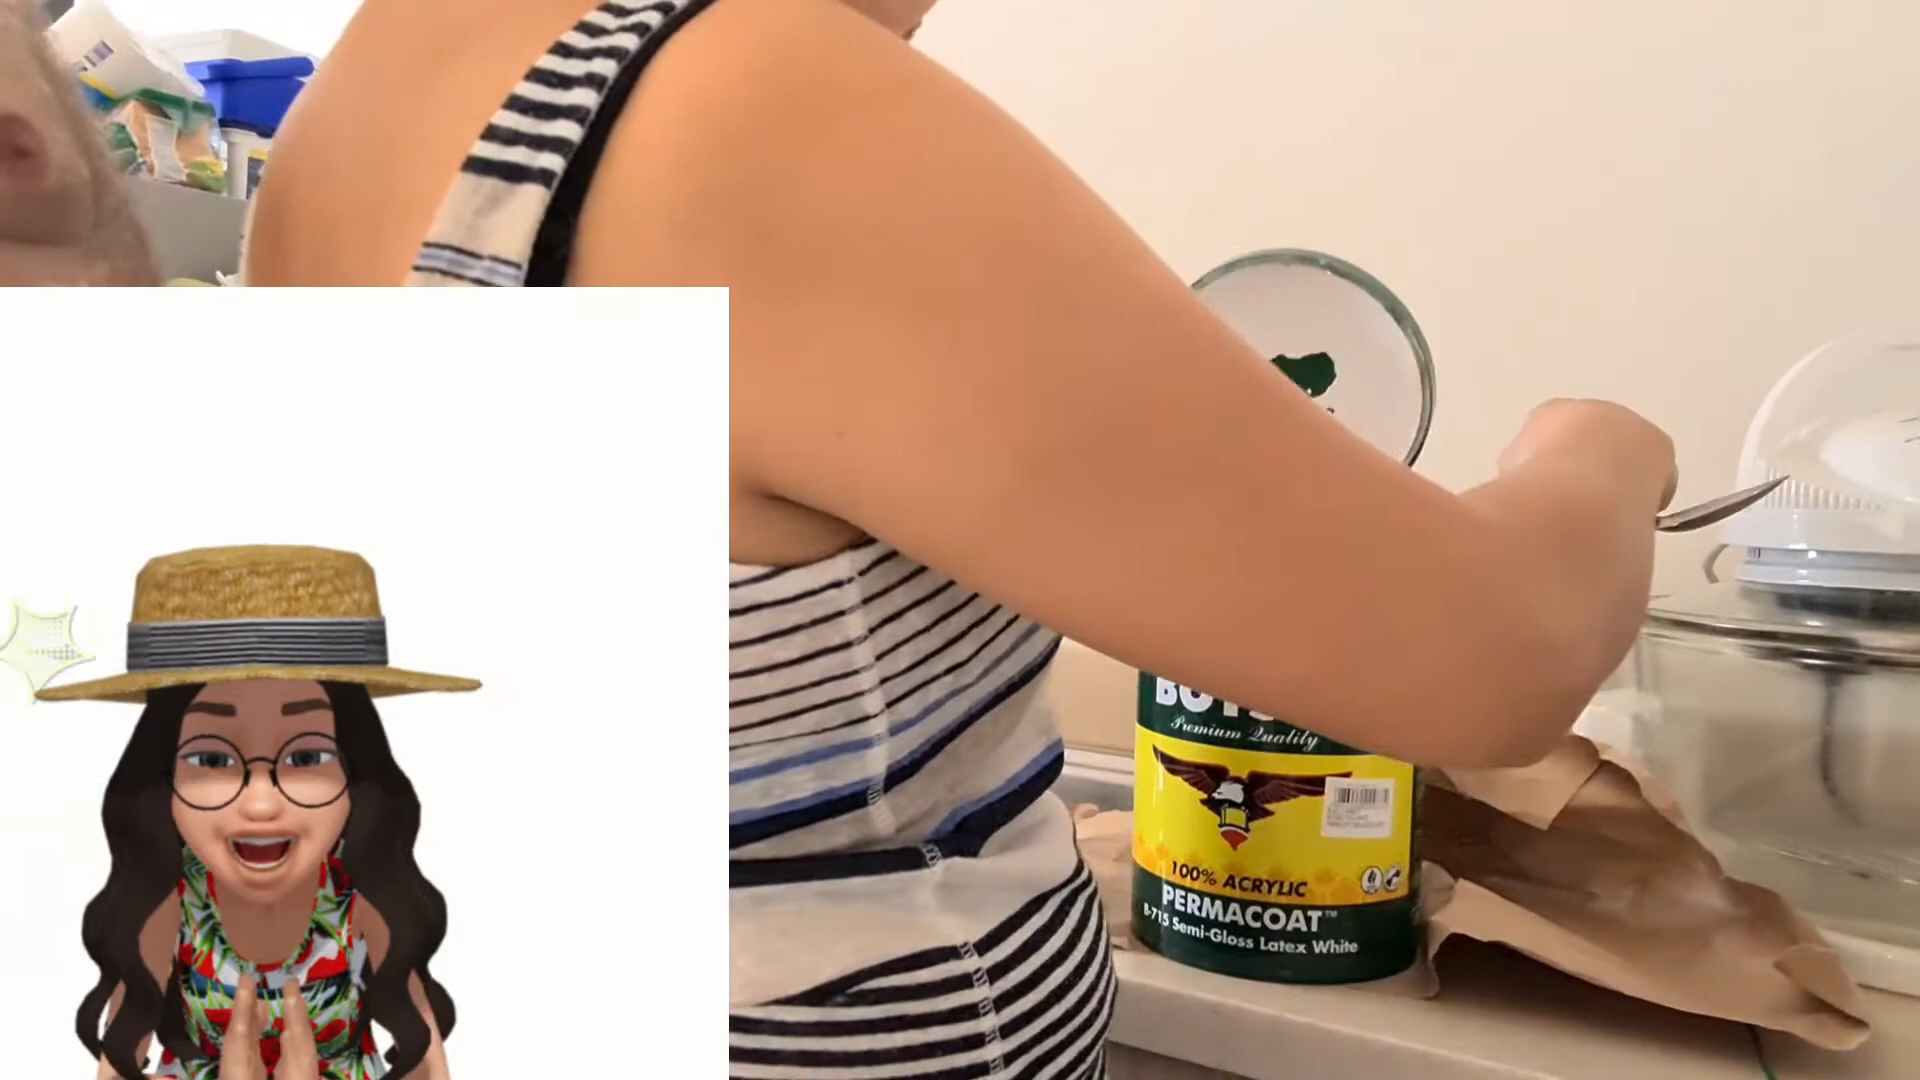 Premium Quality
100% ACRYLIC
PERMACOAT™
B-715 Semi-Gloss Latex White